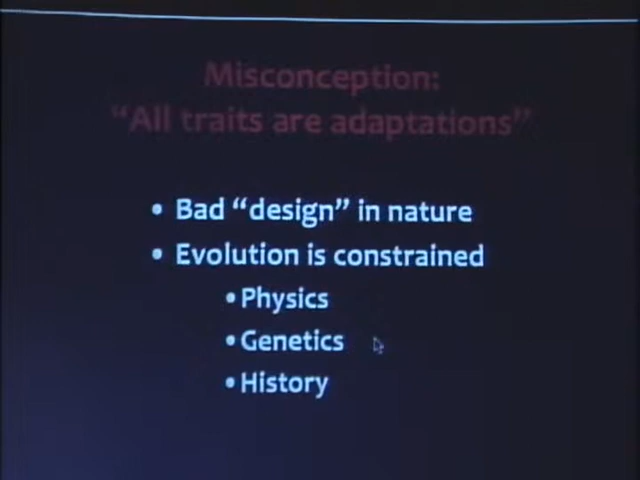 Misconception:
"All traits are adaptations"
• Bad "design" in nature
• Evolution is constrained
• Physics
• Genetics
• History